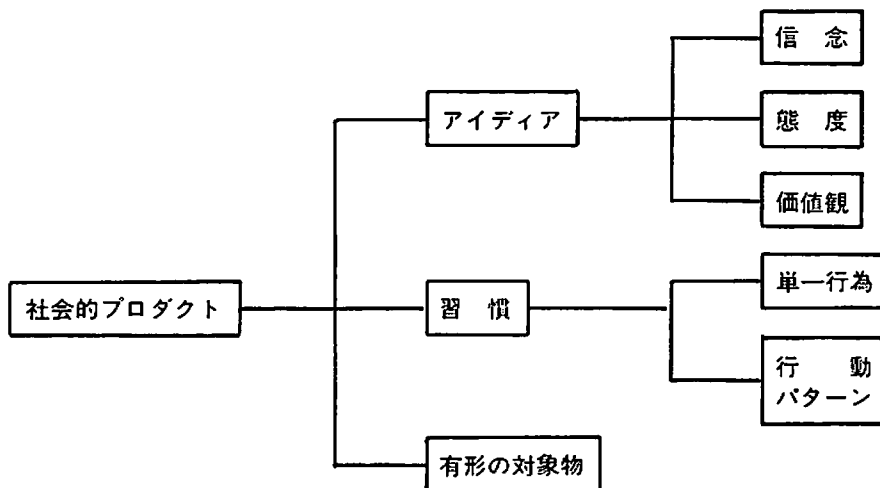 信 念
アイディア
態 度
価値観
単一行為
社会的プロダクト
習 慣
行 動
パターン
有形の対象物